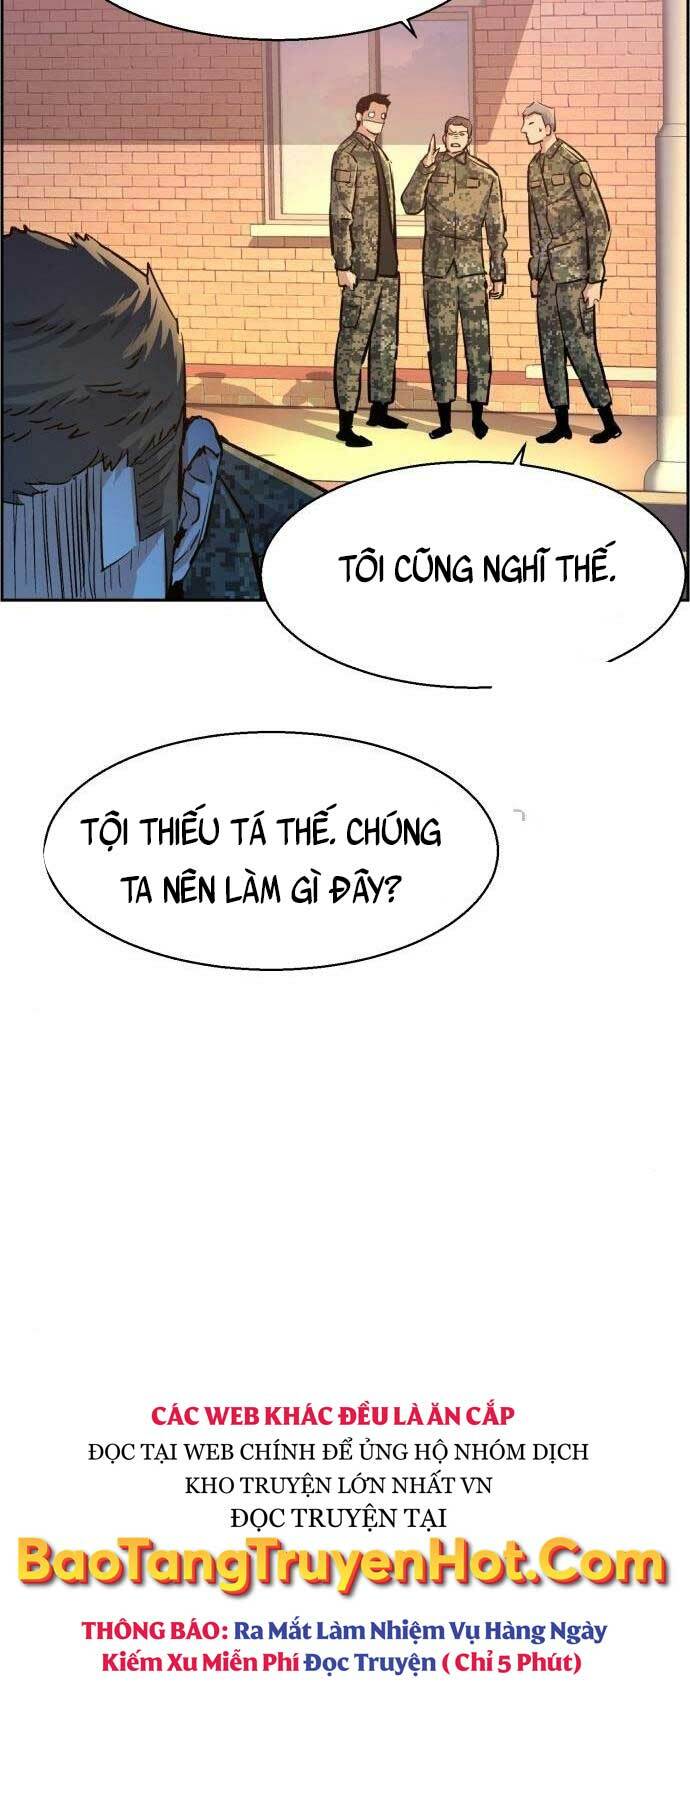 TÔI CŨNG NGHĨ THẾ.
TỘI THIẾU TÁ THẾ. CHÚNG
TA NÊN LÀM GÌ ĐÂY?
CÁC WEB KHÁC ĐỀU LÀ ĂN CẮP
ĐỌC TẠI WEB CHÍNH ĐỂ ỦNG HỘ NHÓM DỊCH
KHO TRUYỆN LỚN NHẤT VN
ĐỌC TRUYỆN TẠI
BaoTangTruyenHot.Com
THÔNG BÁO: Ra Mắt Làm Nhiệm Vụ Hàng Ngày
Kiếm Xu Miễn Phí Đọc Truyện ( Chỉ 5 Phút)